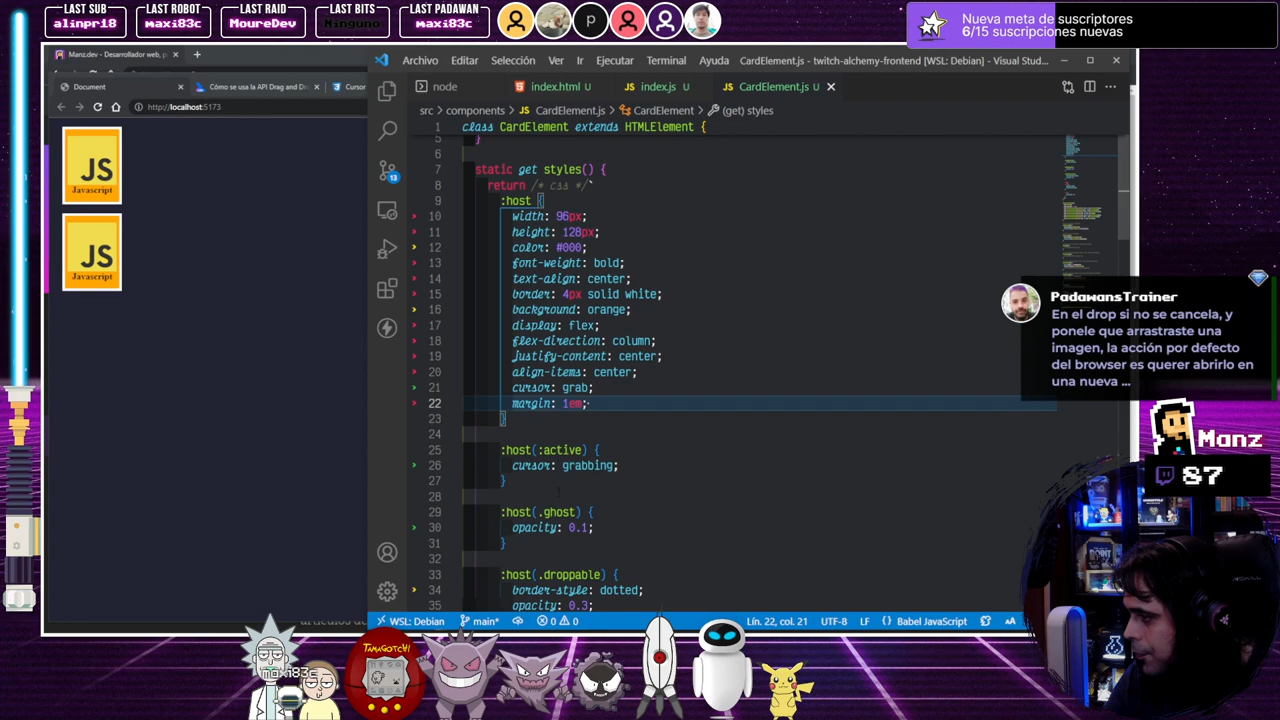 LAST SUB
alinpr18
LAST ROBOT
maxi83c
LAST RAID
MoureDev
LAST BITS
Ninguno
LAST PADAWAN
maxi83c
p
Nueva meta de suscriptores
6/15 suscripciones nuevas
Manz.dev - Desarrollador web, p
Document
Cómo se usa la API Drag and Dr
Cursor
http://localhost:5173
JS
Javascript
JS
Javascript
Archivo Editar Selección Ver Ir Ejecutar Terminal Ayuda CardElement.js - twitch-alchemy-frontend [WSL: Debian] - Visual Stud...
node
index.html U
index.js U
CardElement.js U
src > components > CardElement.js > CardElement > (get) styles
1 class CardElement extends HTMLElement {
5 }
6
7 static get styles() {
8 return /* css */`
9 :host {
10 width: 96px;
11 height: 128px;
12 color: #000;
13 font-weight: bold;
14 text-align: center;
15 border: 4px solid white;
16 background: orange;
17 display: flex;
18 flex-direction: column;
19 justify-content: center;
20 align-items: center;
21 cursor: grab;
22 margin: 1em;
23 }
24
25 :host(:active) {
26 cursor: grabbing;
27 }
28
29 :host(.ghost) {
30 opacity: 0.1;
31 }
32
33 :host(.droppable) {
34 border-style: dotted;
35 opacity: 0.3;
13
WSL: Debian main* 0 0 Lín. 22, col. 21 UTF-8 LF { } Babel JavaScript
PadawansTrainer
En el drop si no se cancela, y
ponele que arrastraste una
imagen, la acción por defecto
del browser es querer abrirlo en
una nueva ...
Manz
87
TAMAGOTCHI
maxi83c